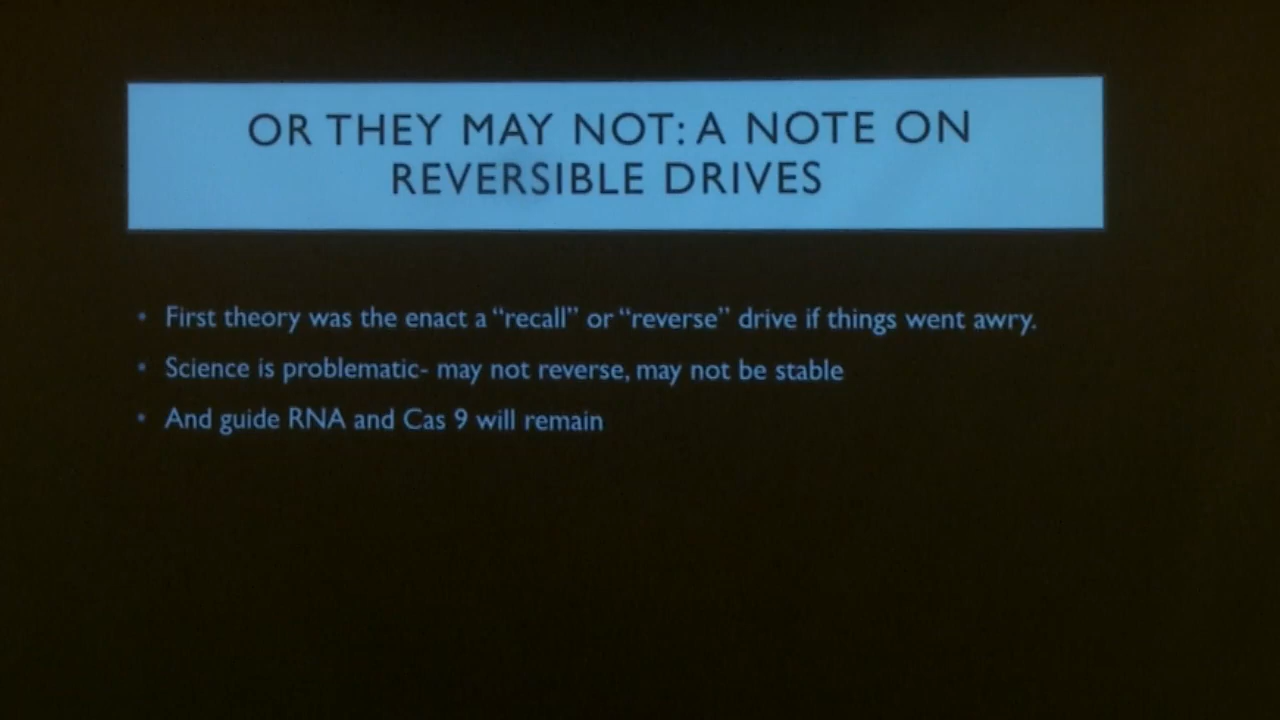 OR THEY MAY NOT: A NOTE ON
REVERSIBLE DRIVES
• First theory was the enact a “recall” or “reverse” drive if things went awry.
• Science is problematic- may not reverse, may not be stable
• And guide RNA and Cas 9 will remain